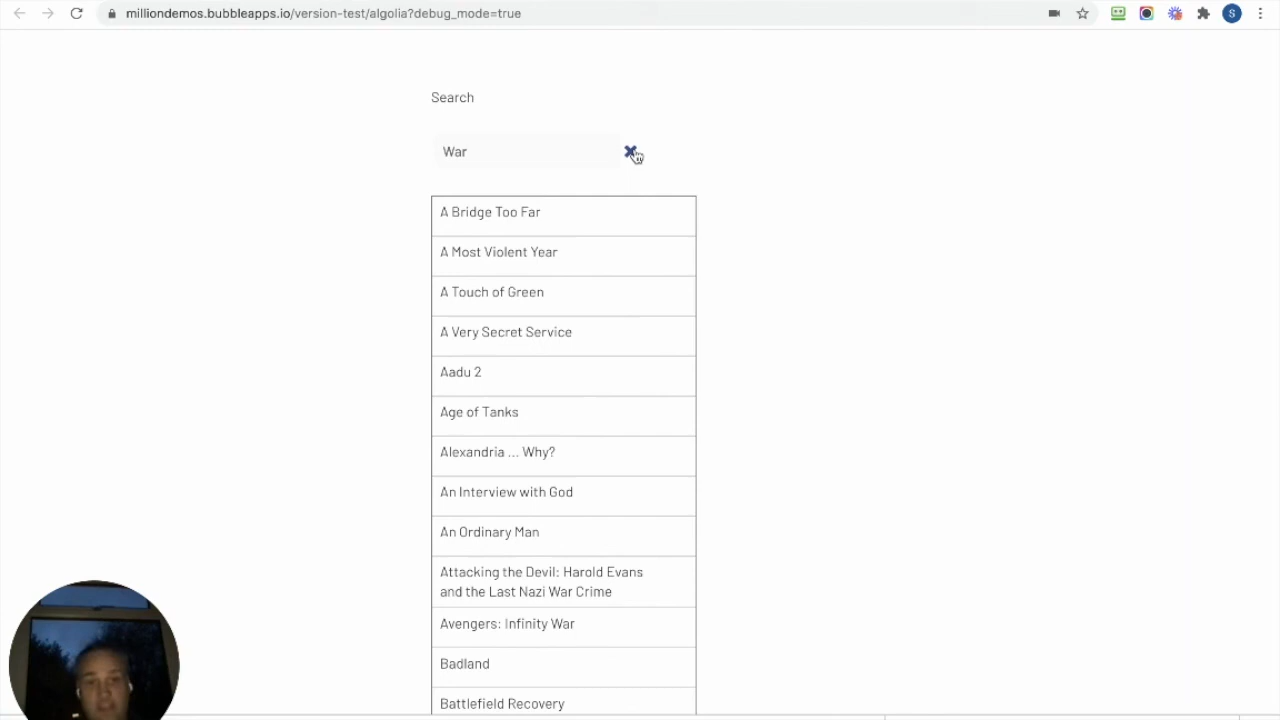 milliondemos.bubbleapps.io/version-test/algolia?debug_mode=true
S
Search
War
A Bridge Too Far
A Most Violent Year
A Touch of Green
A Very Secret Service
Aadu 2
Age of Tanks
Alexandria ... Why?
An Interview with God
An Ordinary Man
Attacking the Devil: Harold Evans
and the Last Nazi War Crime
Avengers: Infinity War
Badland
Battlefield Recovery